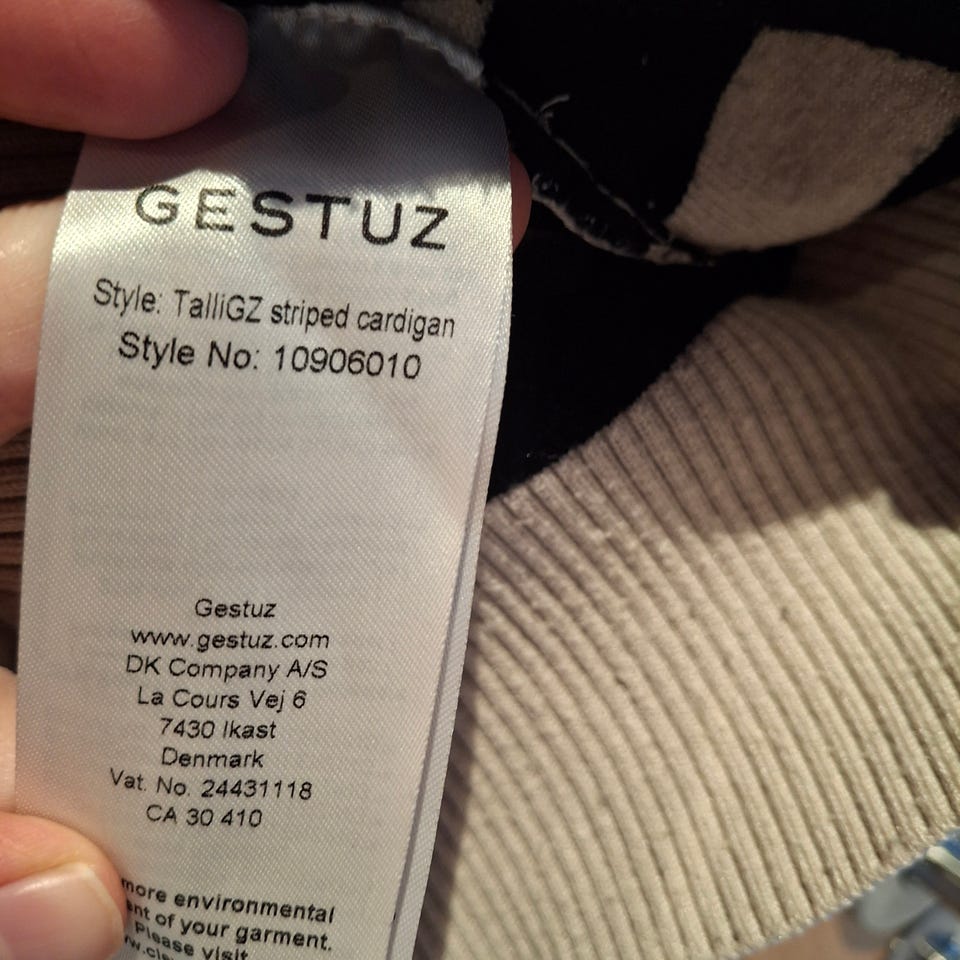 GESTUZ
Style: TalliGZ striped cardigan
Style No: 10906010
Gestuz
www.gestuz.com
DK Company A/S
La Cours Vej 6
7430 Ikast
Denmark
Vat. No. 24431118
CA 30 410
more environmental
of your garment.
Please visit